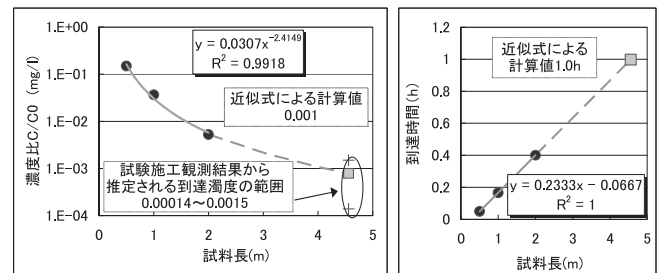 1.E+00
1.E-01
1.E-02
1.E-03
1.E-04
濃度比C/C0 (mg/l)
y = 0.0307x^-2.4149
R² = 0.9918
近似式による計算値
0.001
試験施工観測結果から
推定される到達濁度の範囲
0.00014～0.0015
0 1 2 3 4 5
試料長(m)
1.2
1
0.8
0.6
0.4
0.2
0
到達時間(h)
近似式による
計算値1.0h
y = 0.2333x - 0.0667
R² = 1
0 1 2 3 4 5
試料長(m)